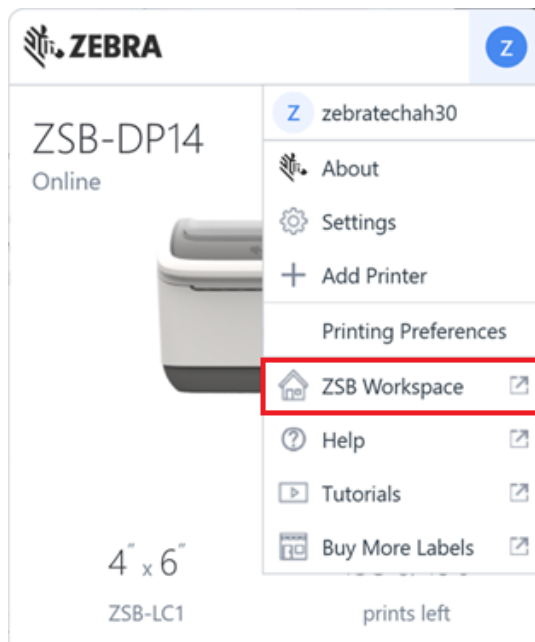 ZEBRA
Z
ZSB-DP14
Online
Z zebratechah30
About
Settings
Add Printer
Printing Preferences
ZSB Workspace
Help
Tutorials
Buy More Labels
4" x 6"
ZSB-LC1
prints left